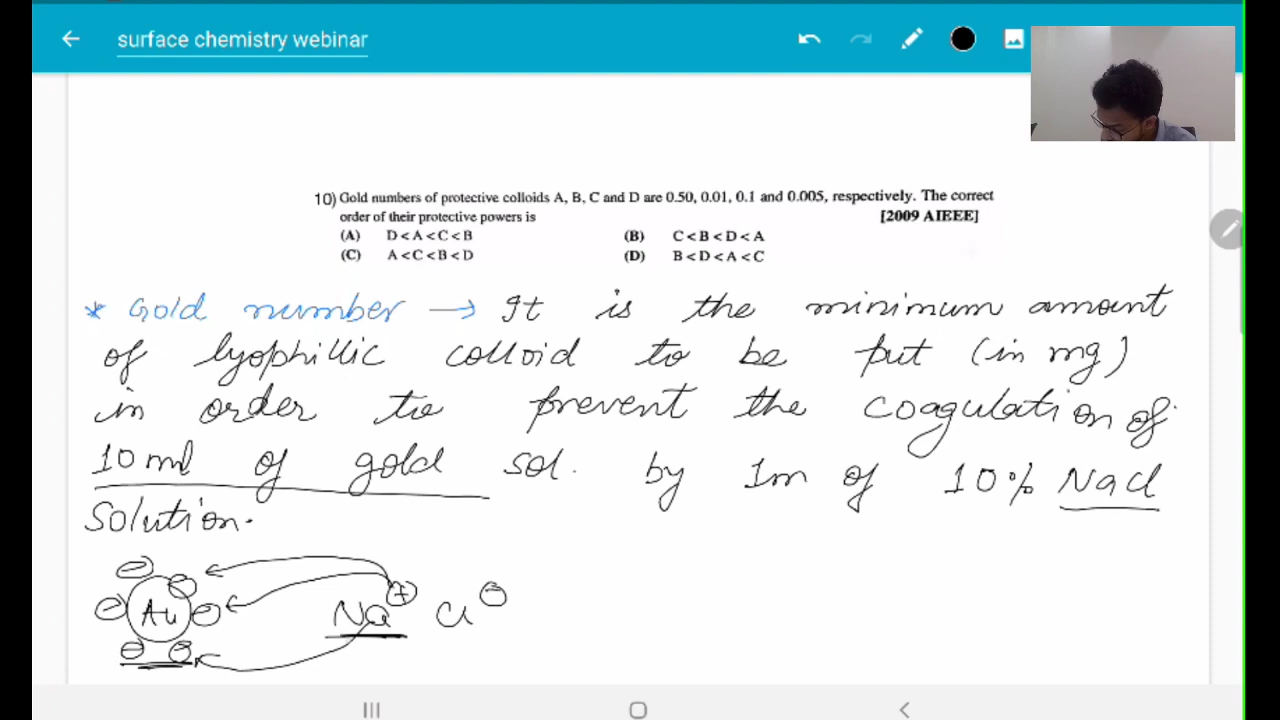 surface chemistry webinar
10) Gold numbers of protective colloids A, B, C and D are 0.50, 0.01, 0.1 and 0.005, respectively. The correct
order of their protective powers is [2009 AIEEE]
(A) D<A<C<B (B) C<B<D<A
(C) A<C<B<D (D) B<D<A<C
* Gold number → It is the minimum amount
of lyophillic colloid to be put (in mg)
in order to prevent the coagulation of
10 ml of gold sol. by 1m of 10% NaCl
Solution.
⊖ ⊖ ⊖ Au ⊖ ⊖ ⊖ Na⊕ Cl⊖